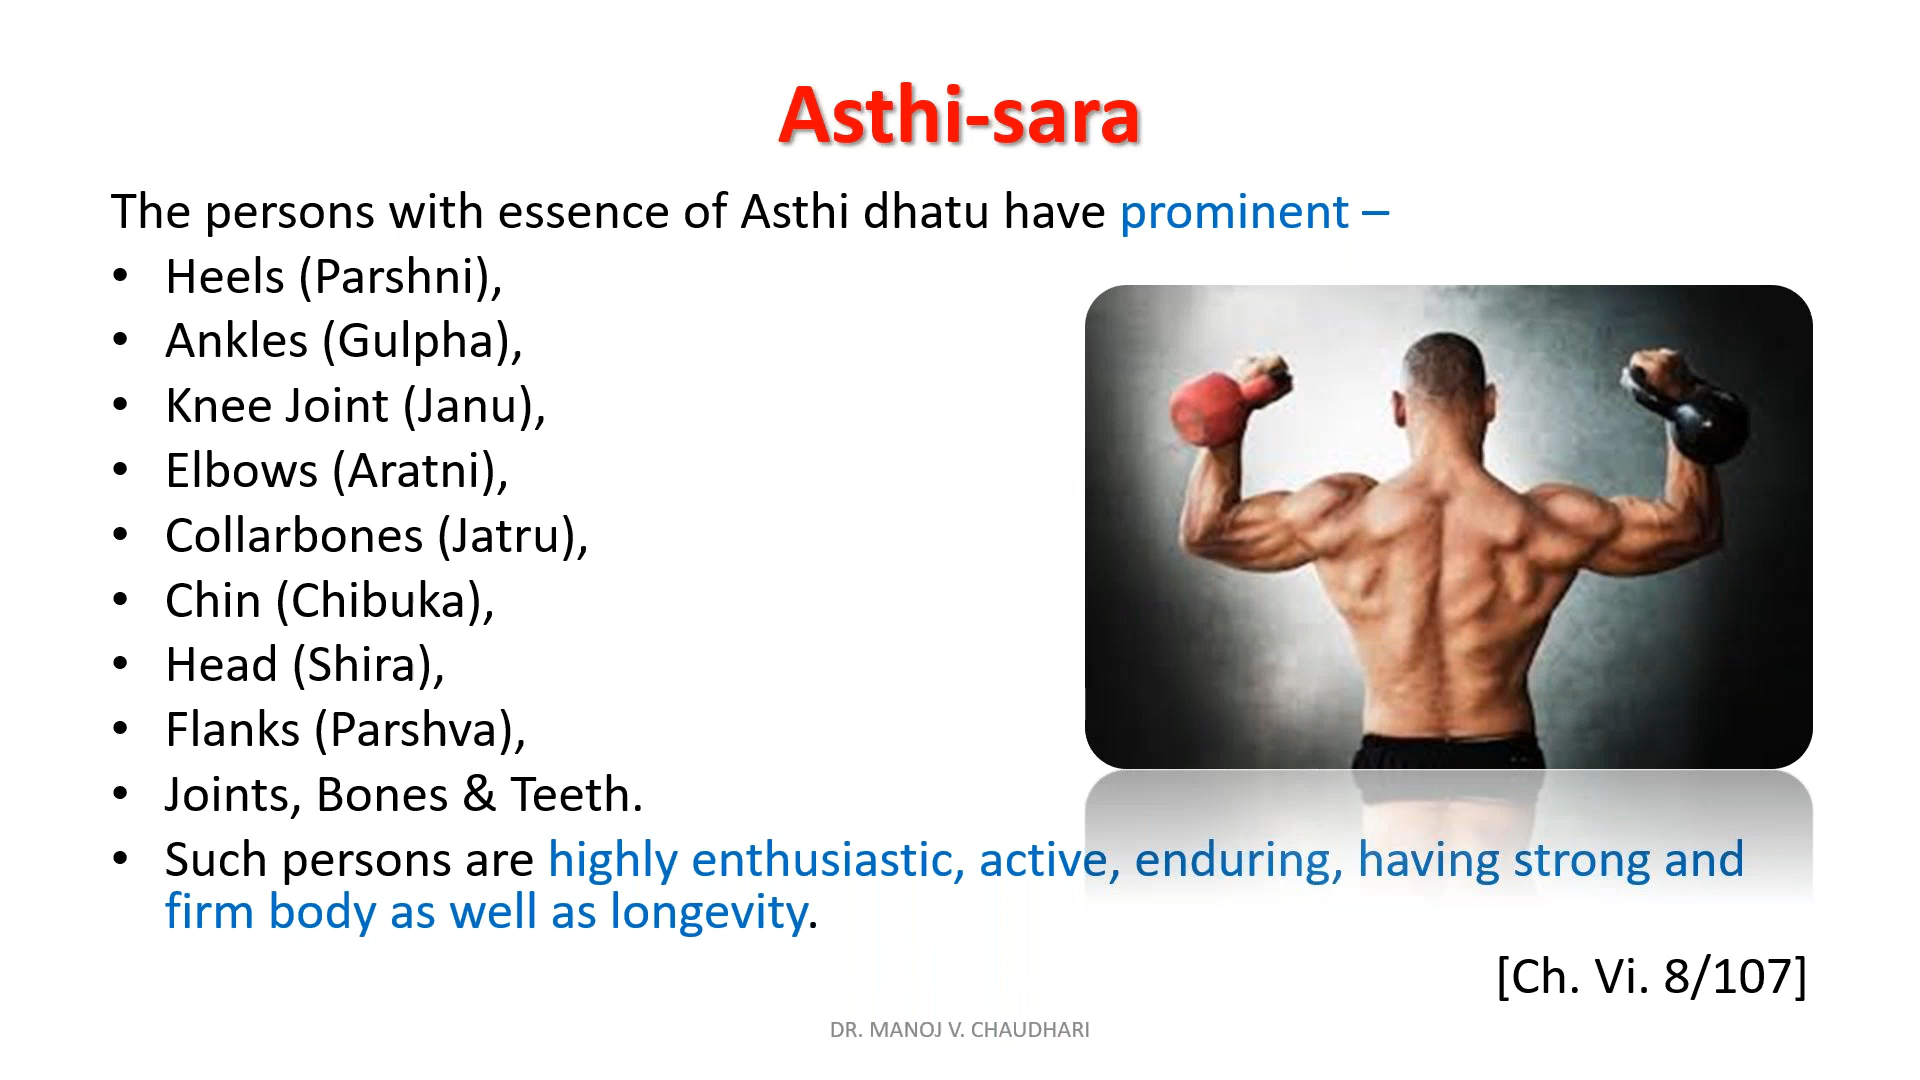 Asthi-sara
The persons with essence of Asthi dhatu have prominent –
• Heels (Parshni),
• Ankles (Gulpha),
• Knee Joint (Janu),
• Elbows (Aratni),
• Collarbones (Jatru),
• Chin (Chibuka),
• Head (Shira),
• Flanks (Parshva),
• Joints, Bones & Teeth.
• Such persons are highly enthusiastic, active, enduring, having strong and
firm body as well as longevity.
[Ch. Vi. 8/107]
DR. MANOJ V. CHAUDHARI